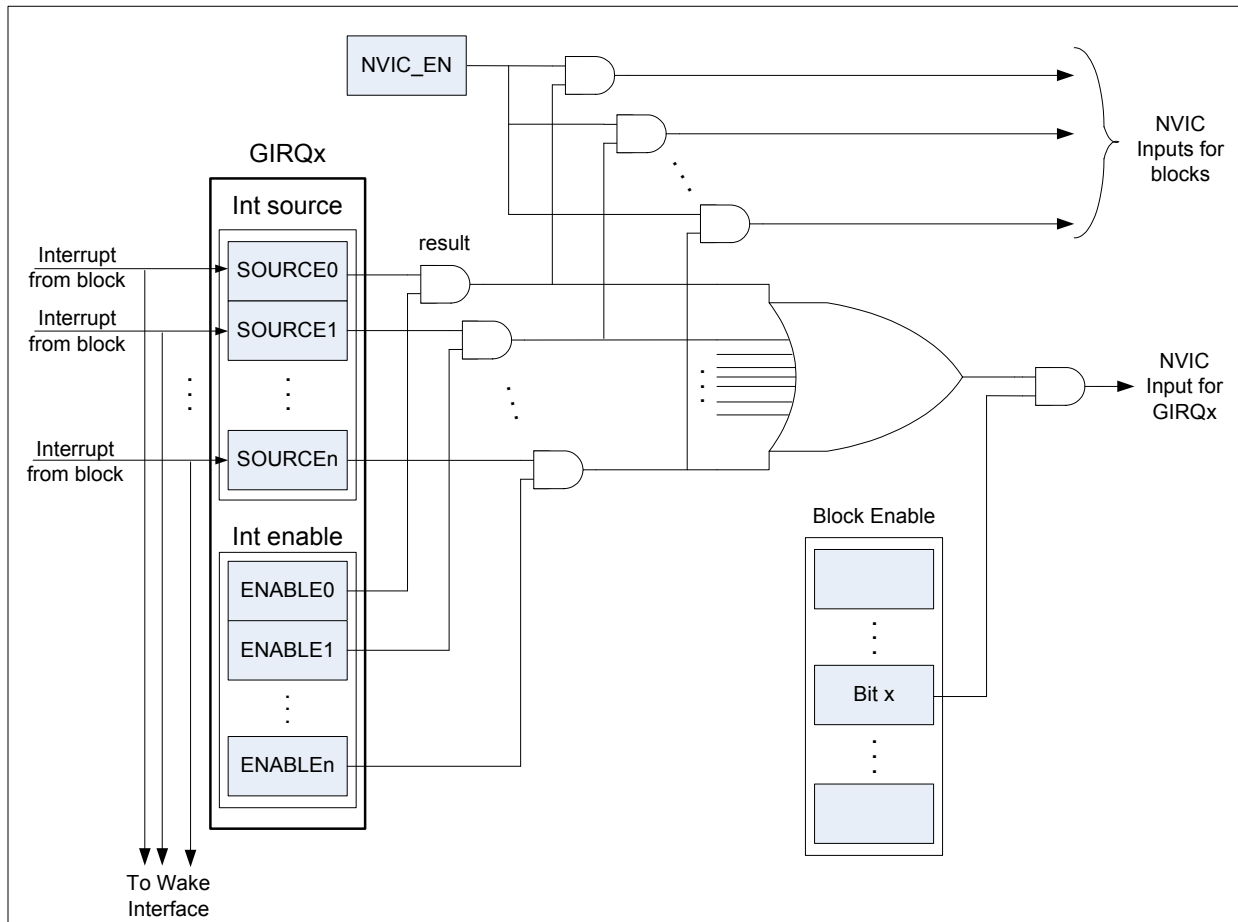 NVIC_EN
NVIC
Inputs for
blocks
GIRQx
Int source
result
Interrupt
from block
SOURCE0
Interrupt
from block
SOURCE1
Interrupt
from block
SOURCEn
NVIC
Input for
GIRQx
Int enable
ENABLE0
ENABLE1
ENABLEn
Block Enable
Bit x
To Wake
Interface